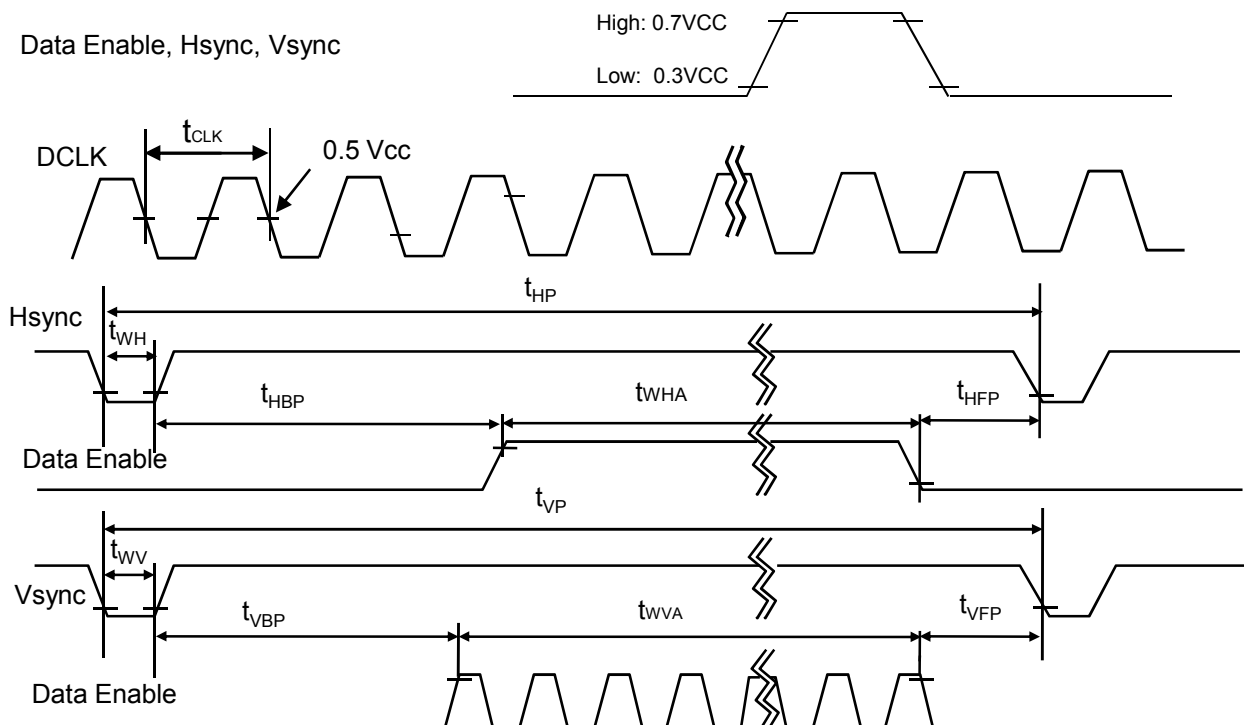 High: 0.7VCC
Data Enable, Hsync, Vsync
Low: 0.3VCC
tCLK
DCLK
0.5 Vcc
tHP
Hsync
tWH
tHBP
tWHA
tHFP
Data Enable
tVP
tWV
Vsync
tVBP
tWVA
tVFP
Data Enable